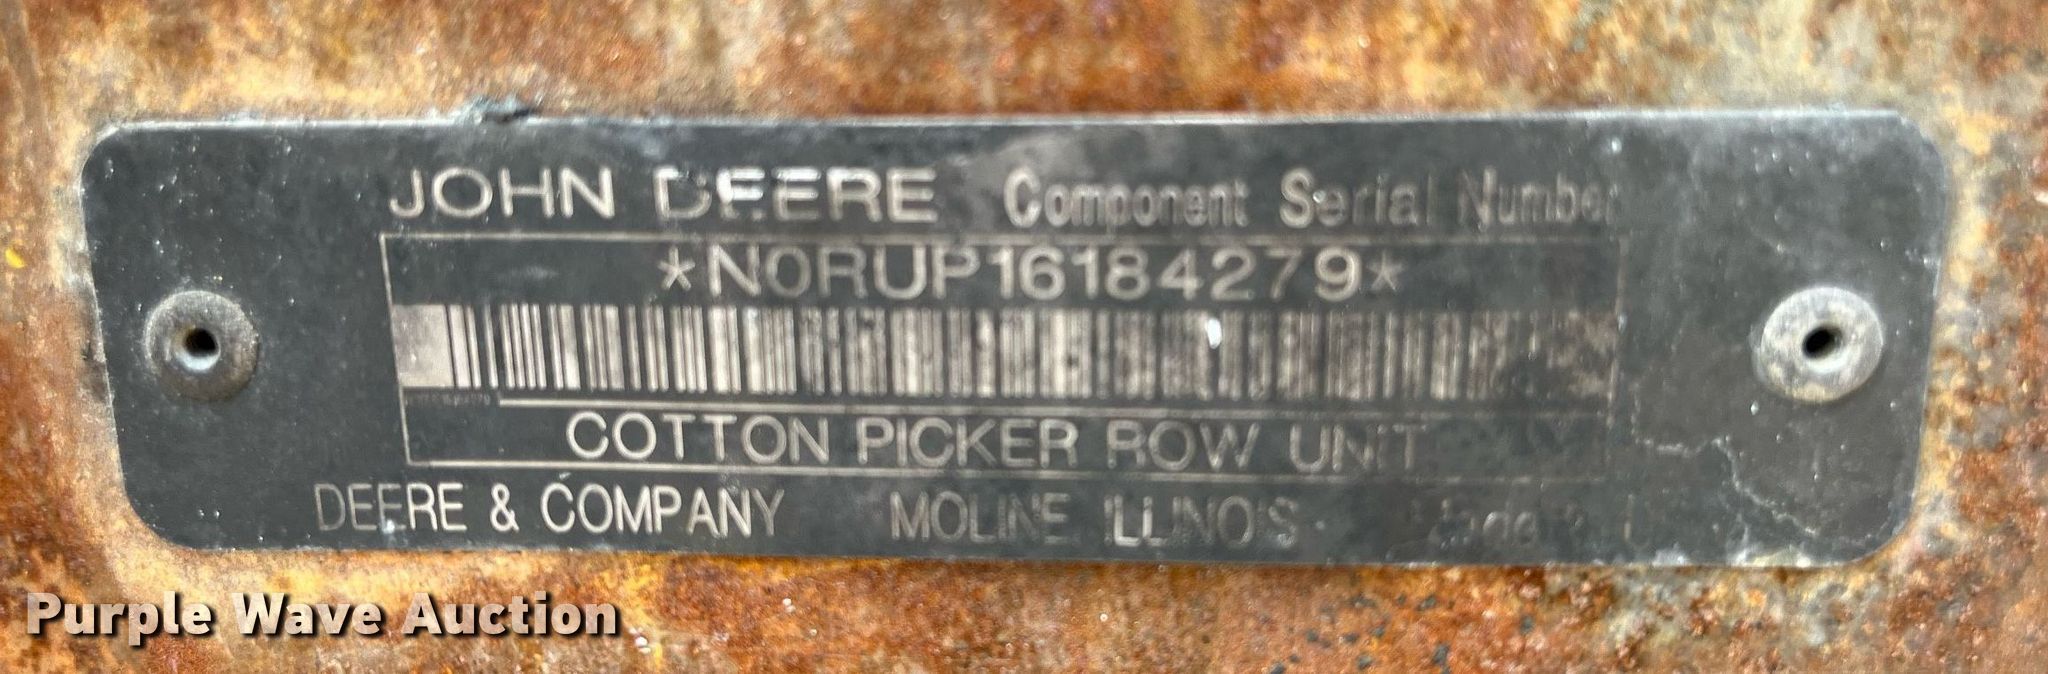 JOHN DEERE Component Serial Number
*N0RUP16184279*
COTTON PICKER ROW UNIT
DEERE & COMPANY MOLINE ILLINOIS
Purple Wave Auction